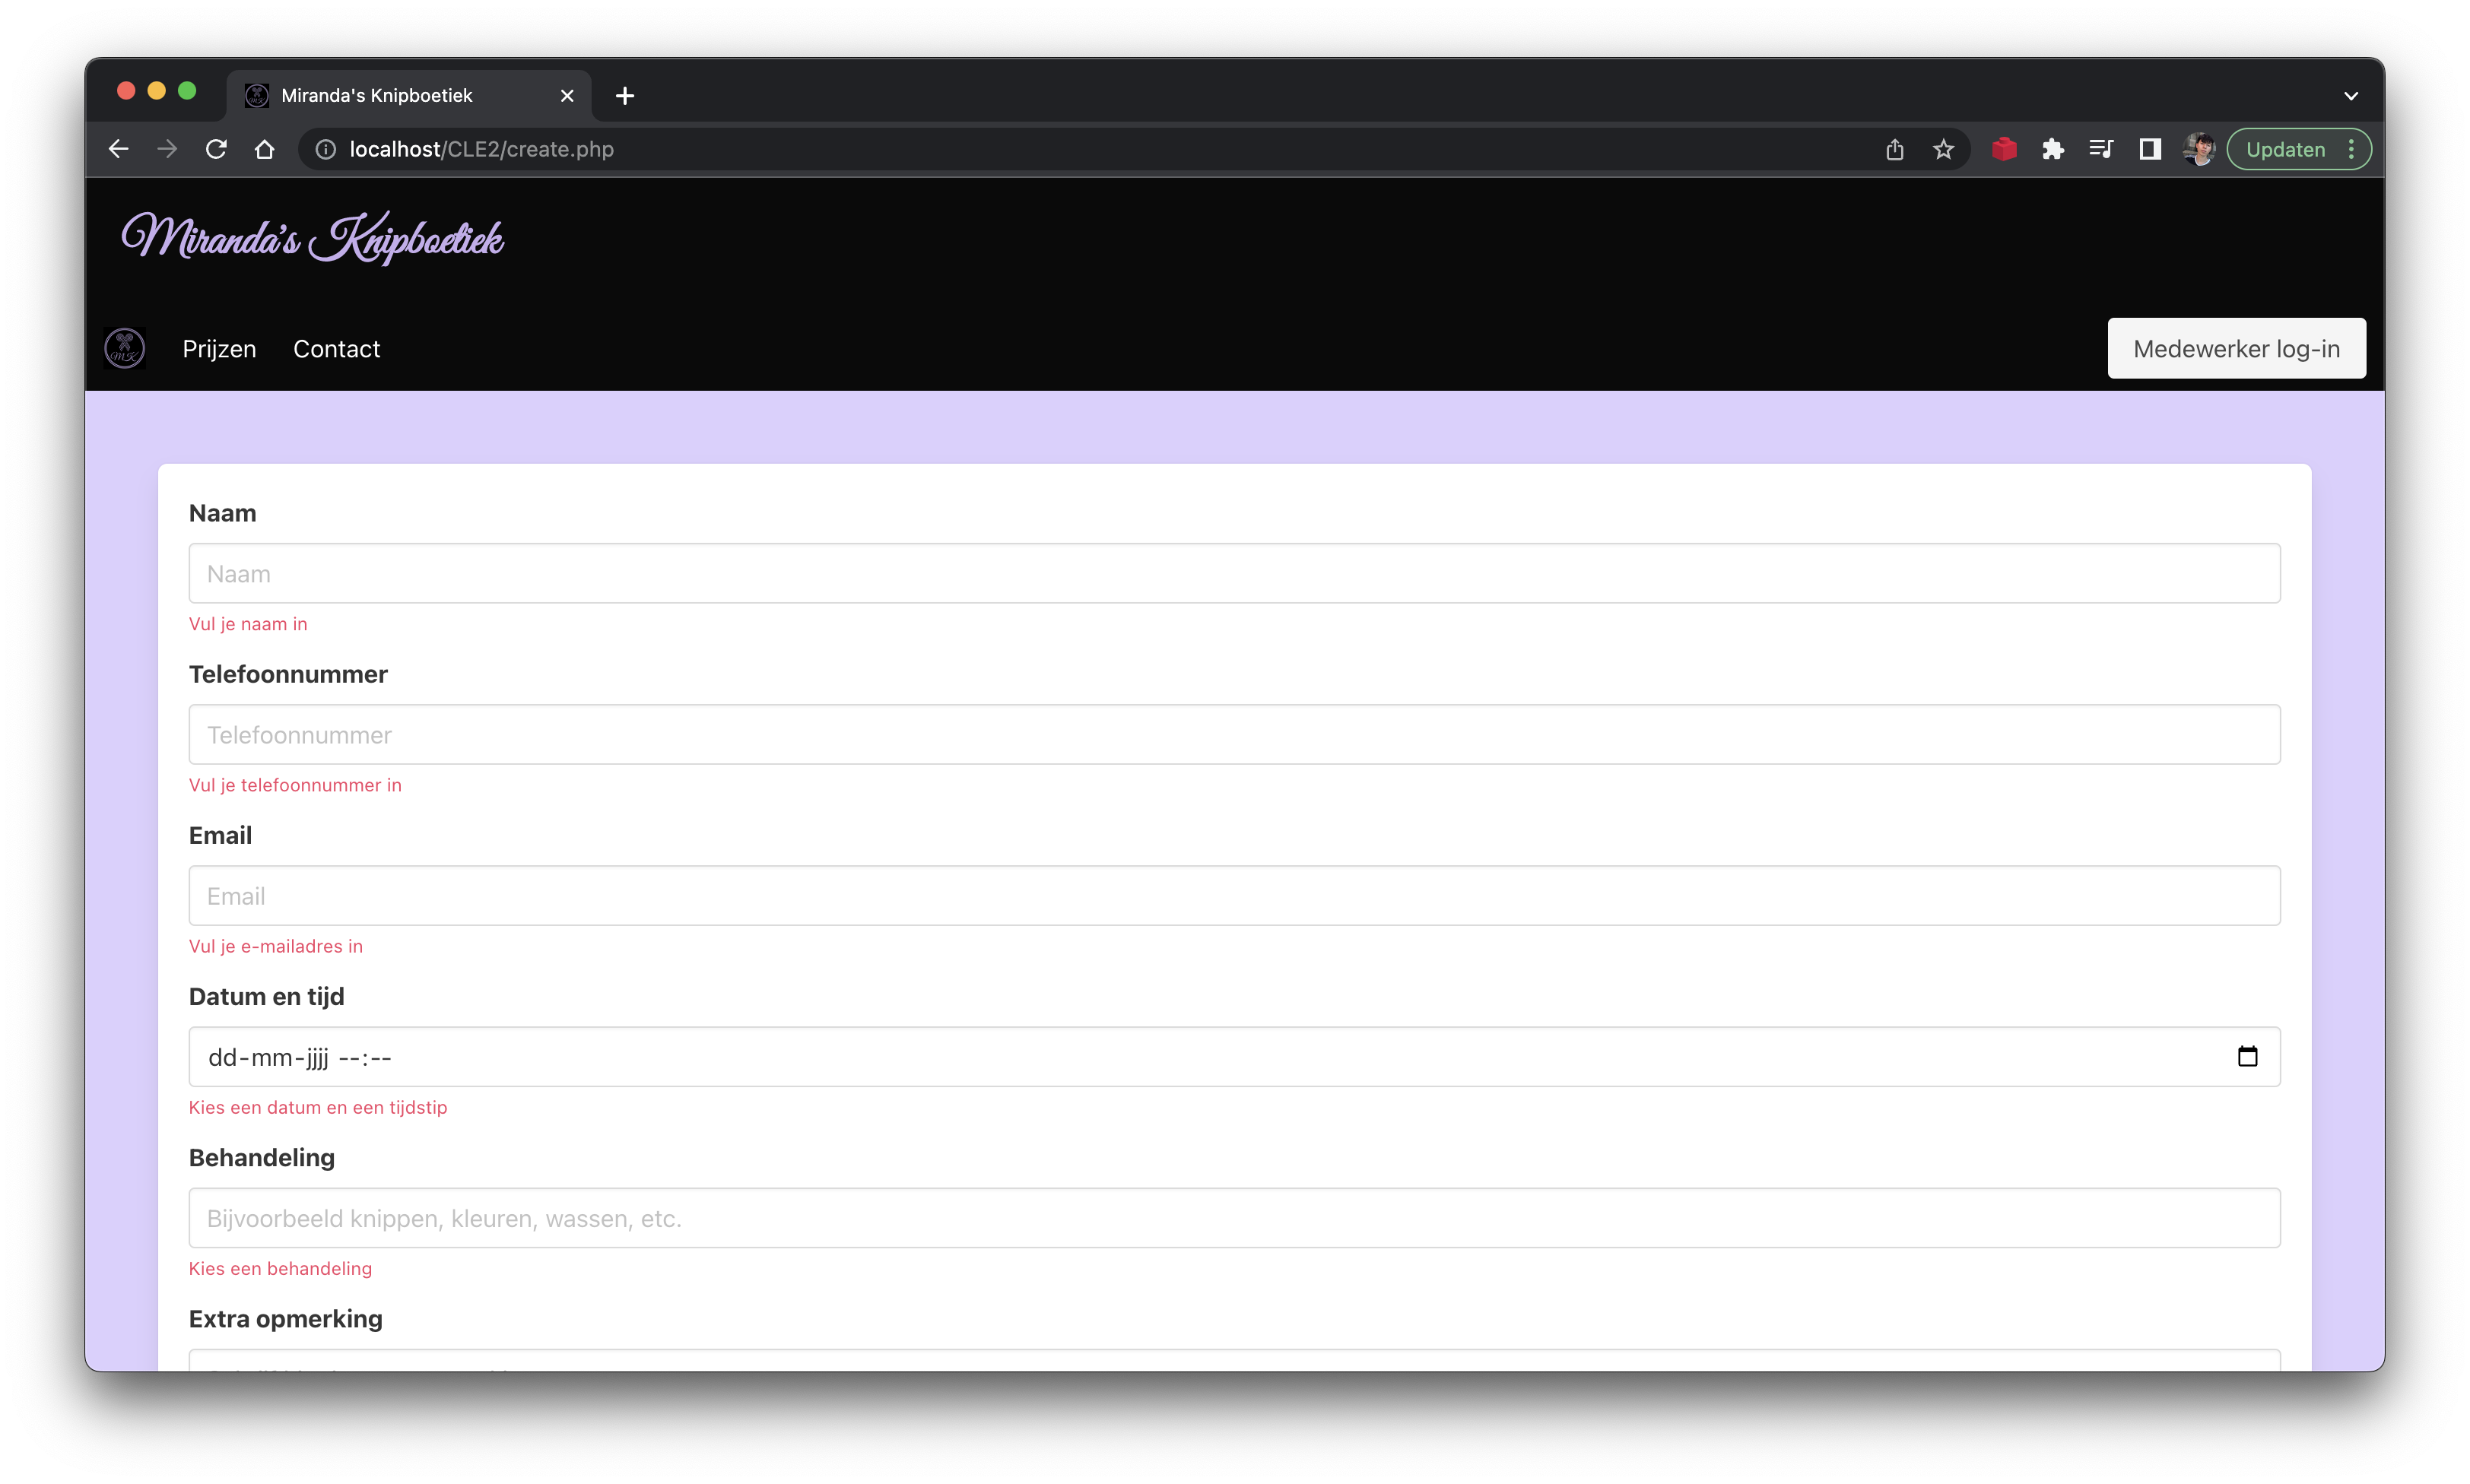 Miranda's Knipboetiek
localhost/CLE2/create.php
Updaten
Miranda's Knipboetiek
MK
Prijzen
Contact
Medewerker log-in
Naam
Naam
Vul je naam in
Telefoonnummer
Telefoonnummer
Vul je telefoonnummer in
Email
Email
Vul je e-mailadres in
Datum en tijd
dd-mm-jjjj --:--
Kies een datum en een tijdstip
Behandeling
Bijvoorbeeld knippen, kleuren, wassen, etc.
Kies een behandeling
Extra opmerking